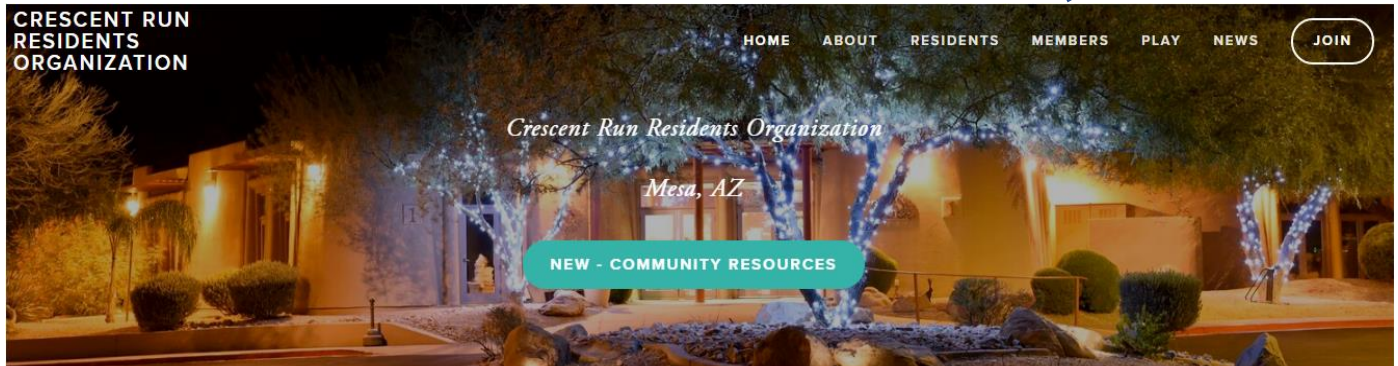 CRESCENT RUN
RESIDENTS
ORGANIZATION
HOME ABOUT RESIDENTS MEMBERS PLAY NEWS JOIN
Crescent Run Residents Organization
Mesa, AZ
NEW - COMMUNITY RESOURCES